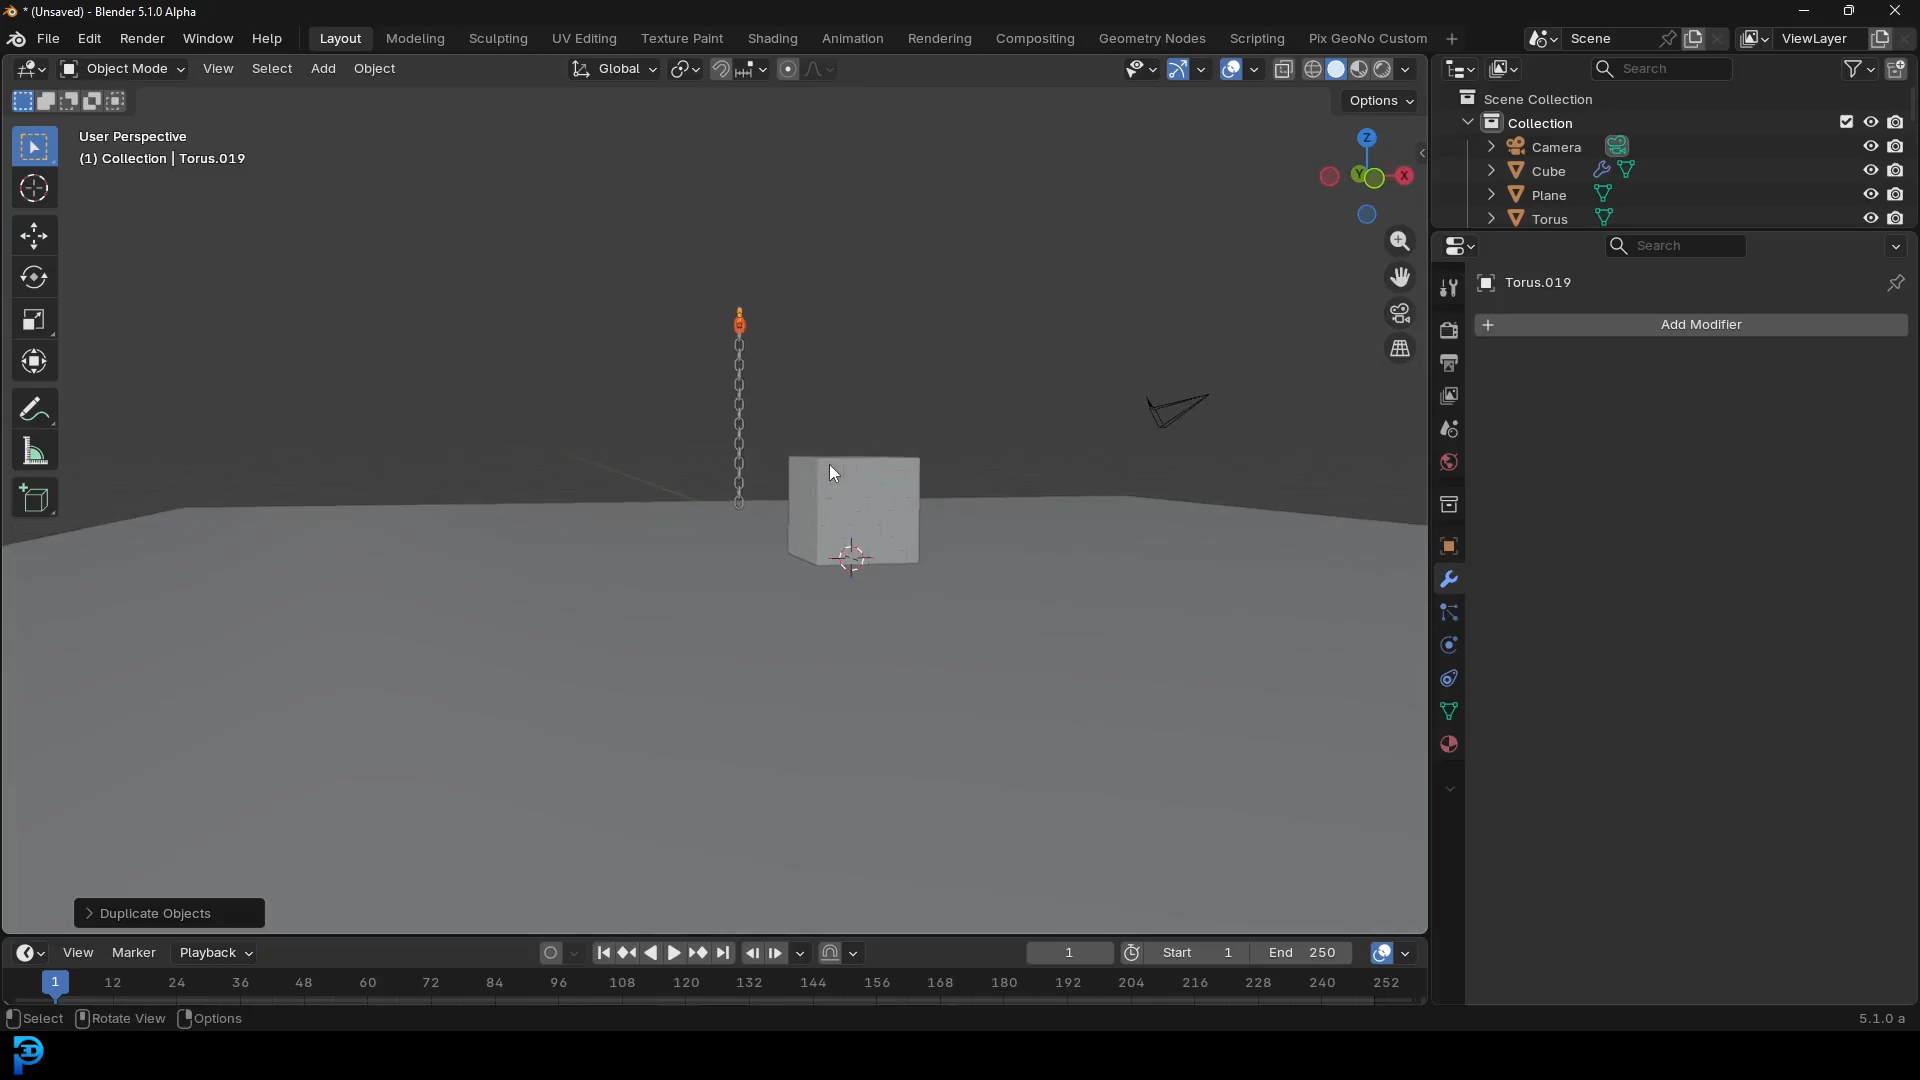 * (Unsaved) - Blender 5.1.0 Alpha
File Edit Render Window Help Layout Modeling Sculpting UV Editing Texture Paint Shading Animation Rendering Compositing Geometry Nodes Scripting Pix GeoNo Custom Scene ViewLayer
Object Mode View Select Add Object Global Search
Options
Scene Collection
User Perspective
(1) Collection | Torus.019
Z
Y
X
Collection
Camera
Cube
Plane
Torus
Search
Torus.019
Add Modifier
Duplicate Objects
View Marker Playback 1 Start 1 End 250
1 12 24 36 48 60 72 84 96 108 120 132 144 156 168 180 192 204 216 228 240 252
Select Rotate View Options 5.1.0 a
P3D